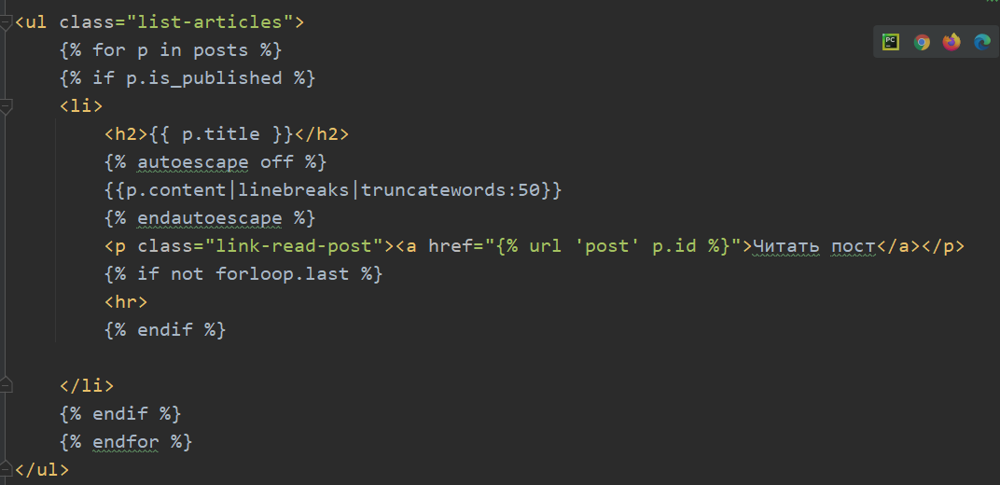 <ul class="list-articles">
{% for p in posts %}
{% if p.is_published %}
<li>
<h2>{{ p.title }}</h2>
{% autoescape off %}
{{p.content|linebreaks|truncatewords:50}}
{% endautoescape %}
<p class="link-read-post"><a href="{% url 'post' p.id %}">Читать пост</a></p>
{% if not forloop.last %}
<hr>
{% endif %}
</li>
{% endif %}
{% endfor %}
</ul>
PC